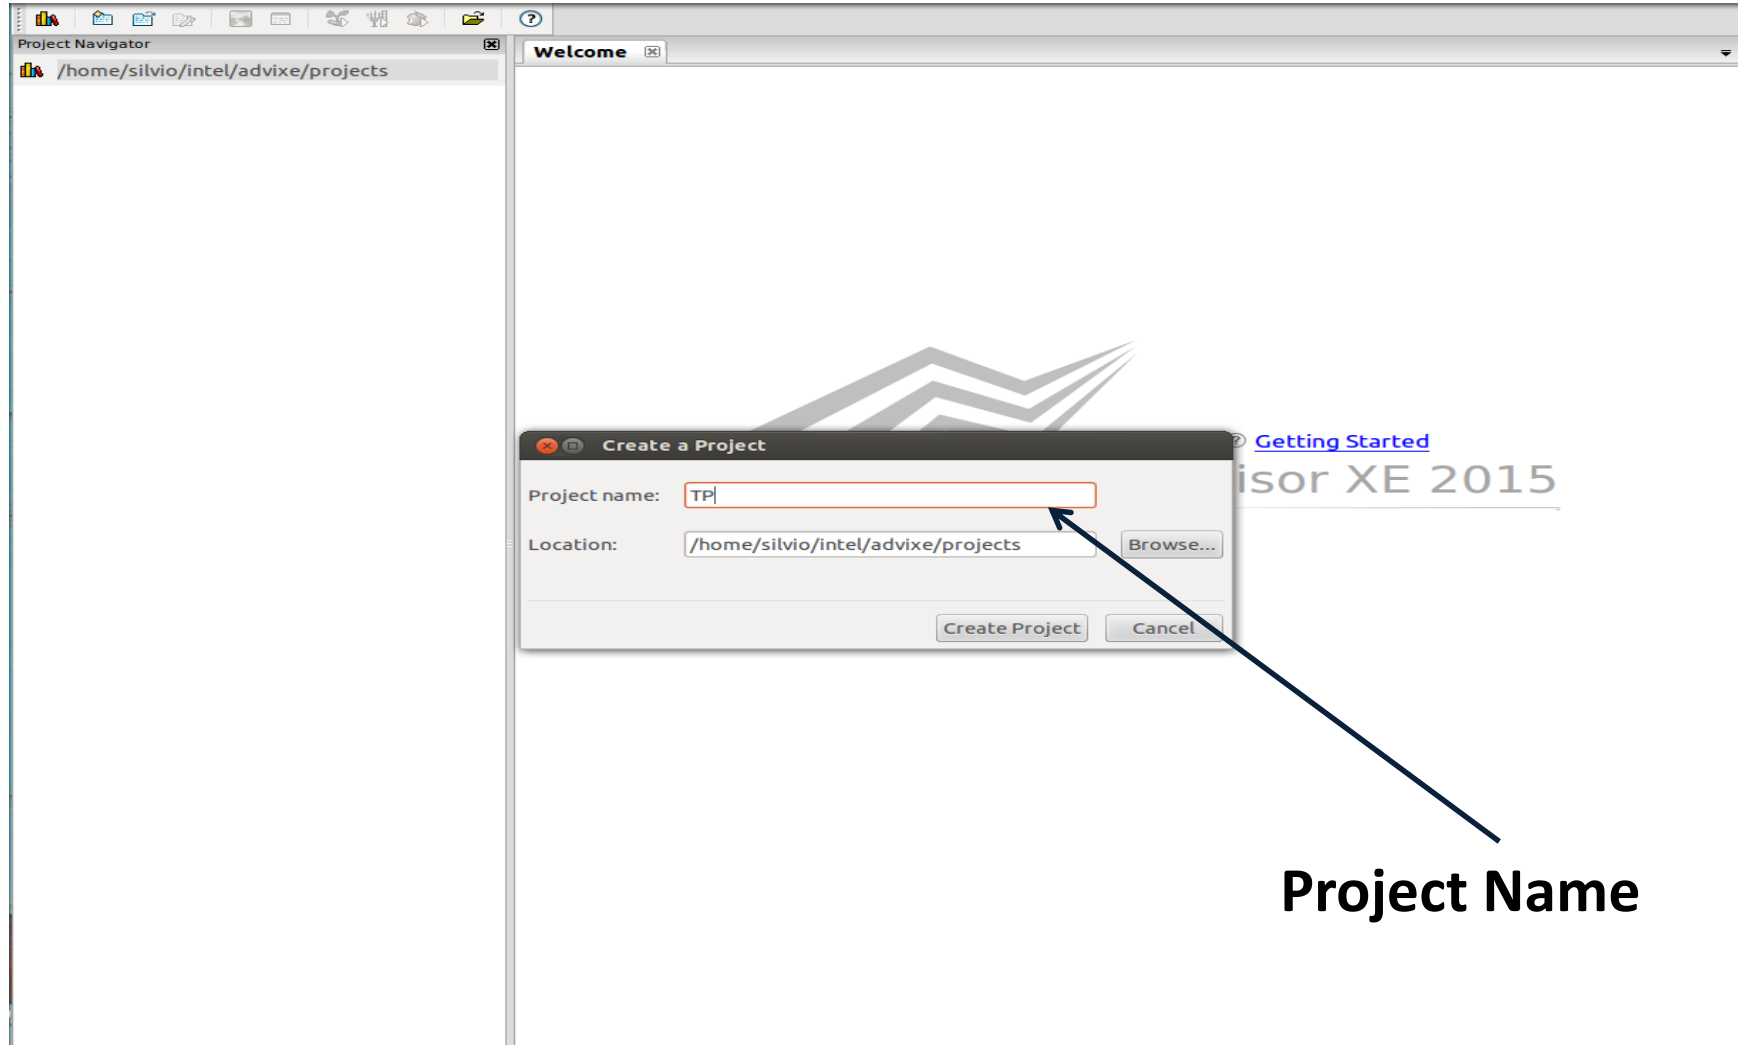 Project Navigator
/home/silvio/intel/advixe/projects
Welcome
Getting Started
isor XE 2015
Create a Project
Project name:
TP
Location:
/home/silvio/intel/advixe/projects
Browse...
Create Project
Cancel
Project Name